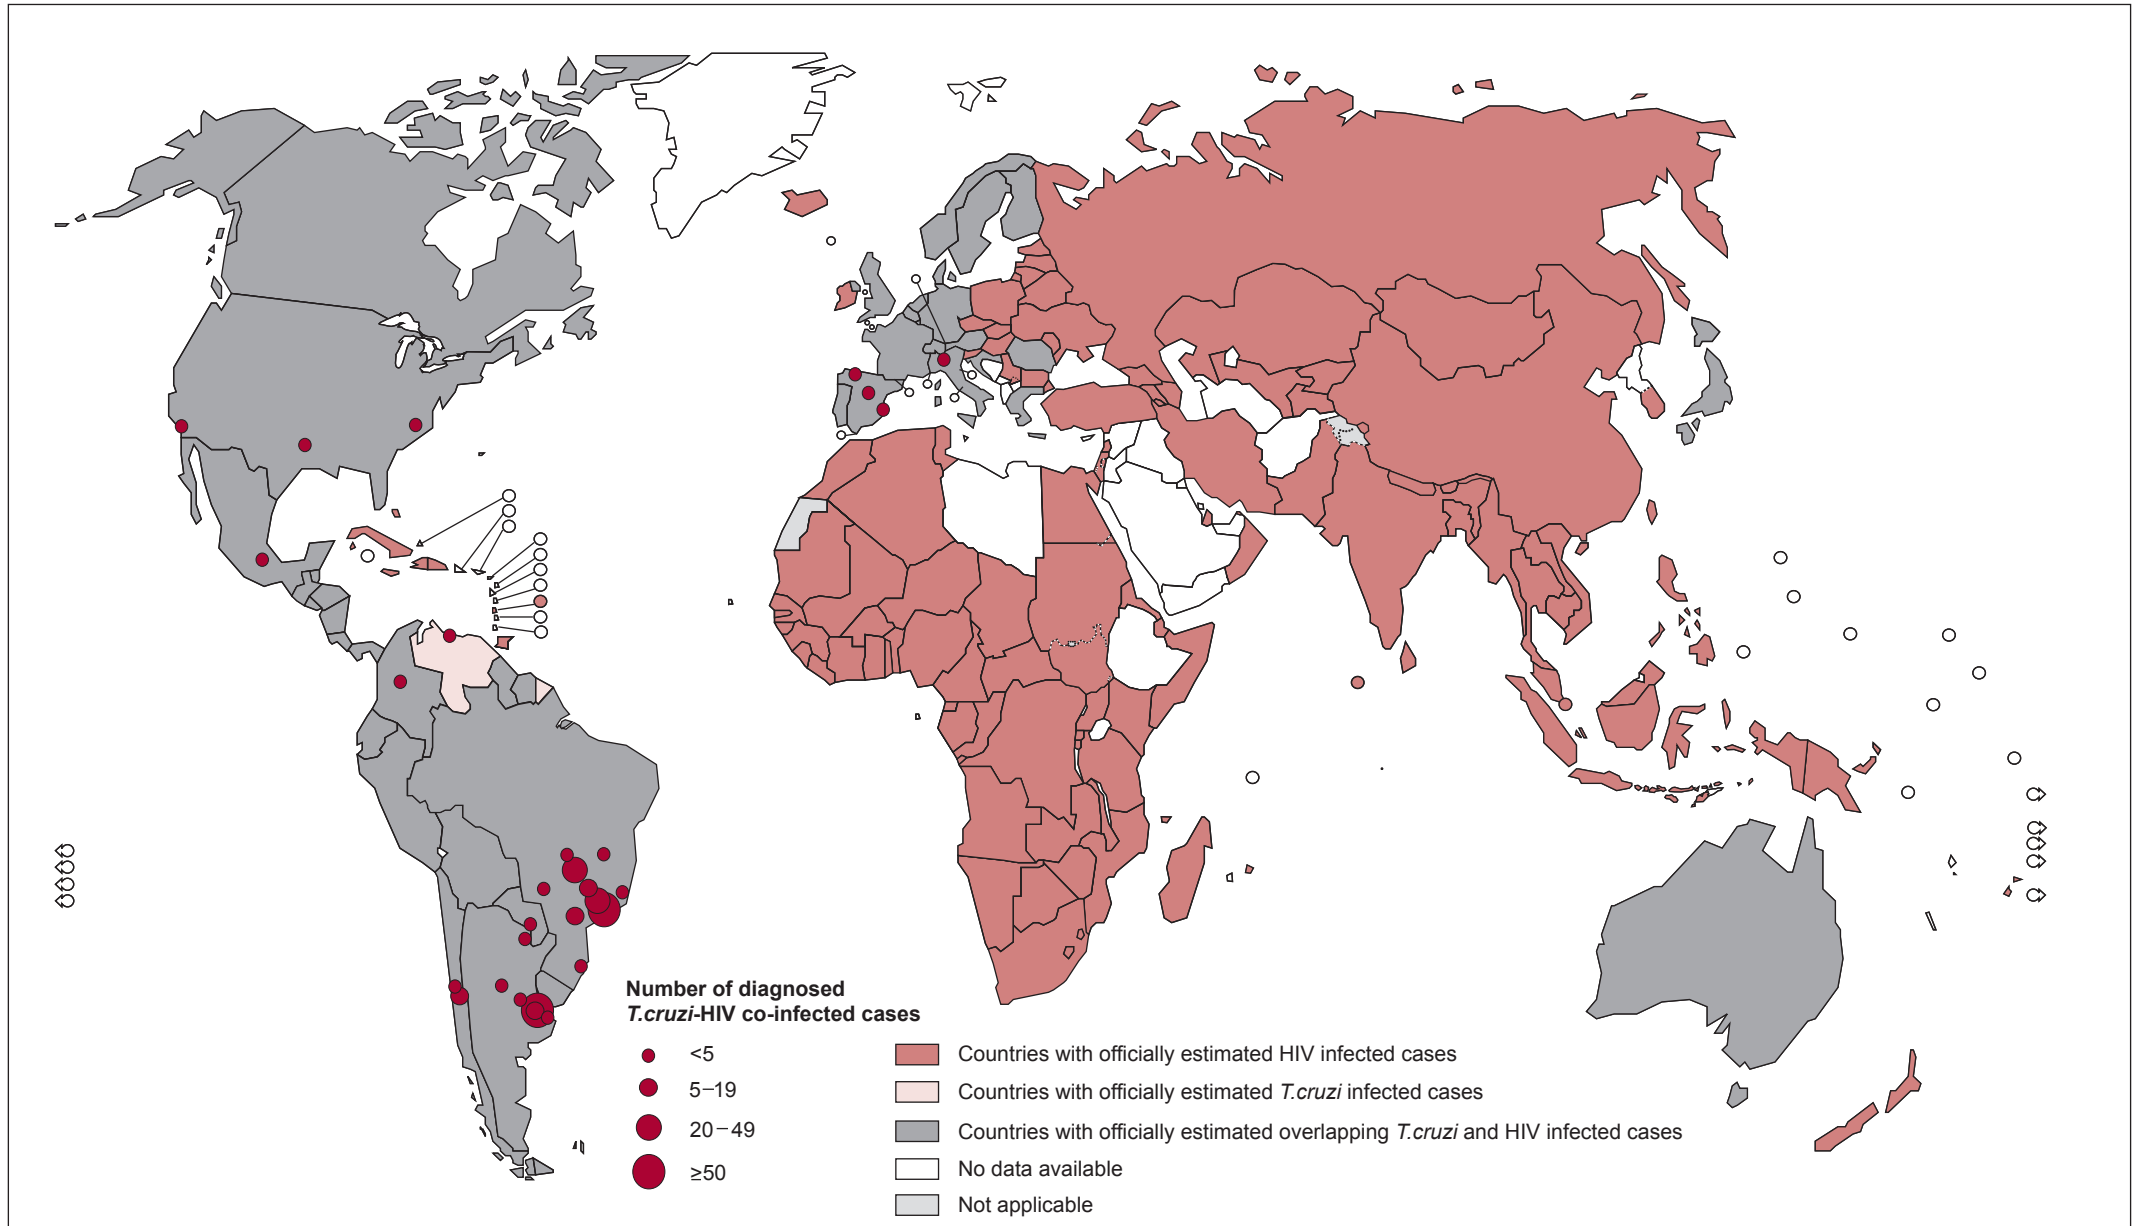 Number of diagnosed
T.cruzi-HIV co-infected cases
<5
5–19
20–49
≥50
Countries with officially estimated HIV infected cases
Countries with officially estimated T.cruzi infected cases
Countries with officially estimated overlapping T.cruzi and HIV infected cases
No data available
Not applicable